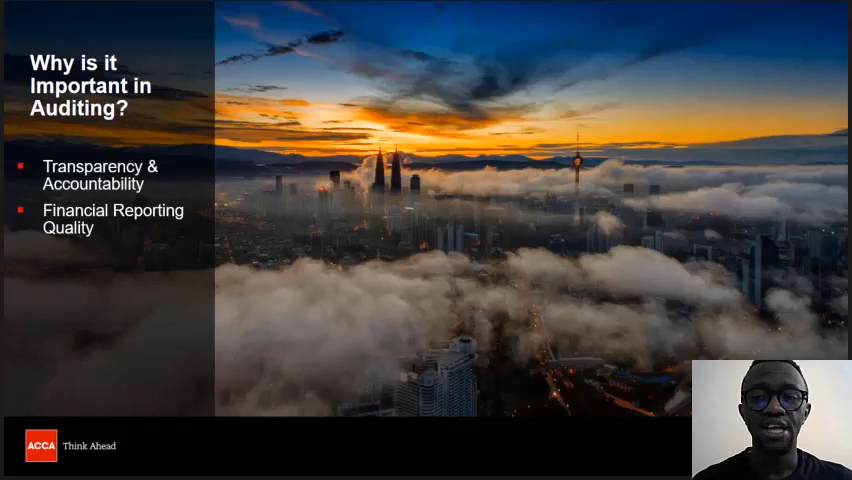 Why is it
Important in
Auditing?
Transparency &
Accountability
Financial Reporting
Quality
ACCA Think Ahead